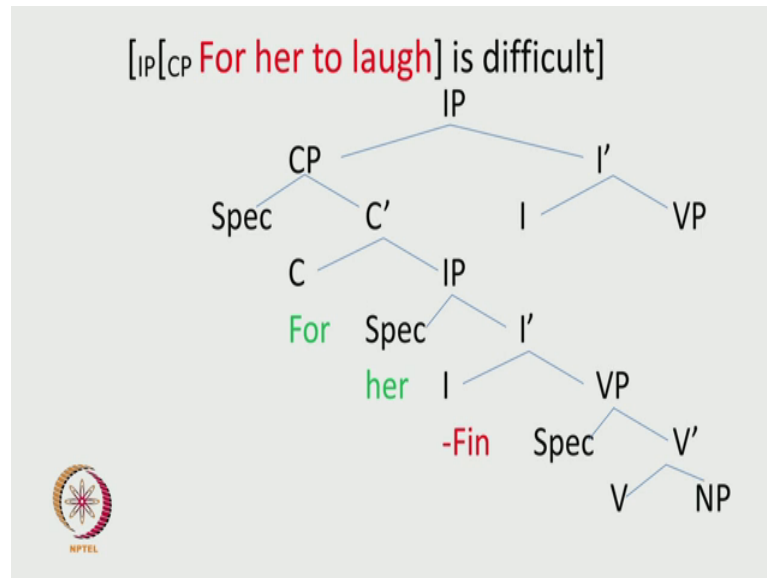 [IP[CP For her to laugh] is difficult]
IP
CP I’
Spec C’ I VP
C IP
For Spec I’
her I VP
-Fin Spec V’
V NP
NPTEL